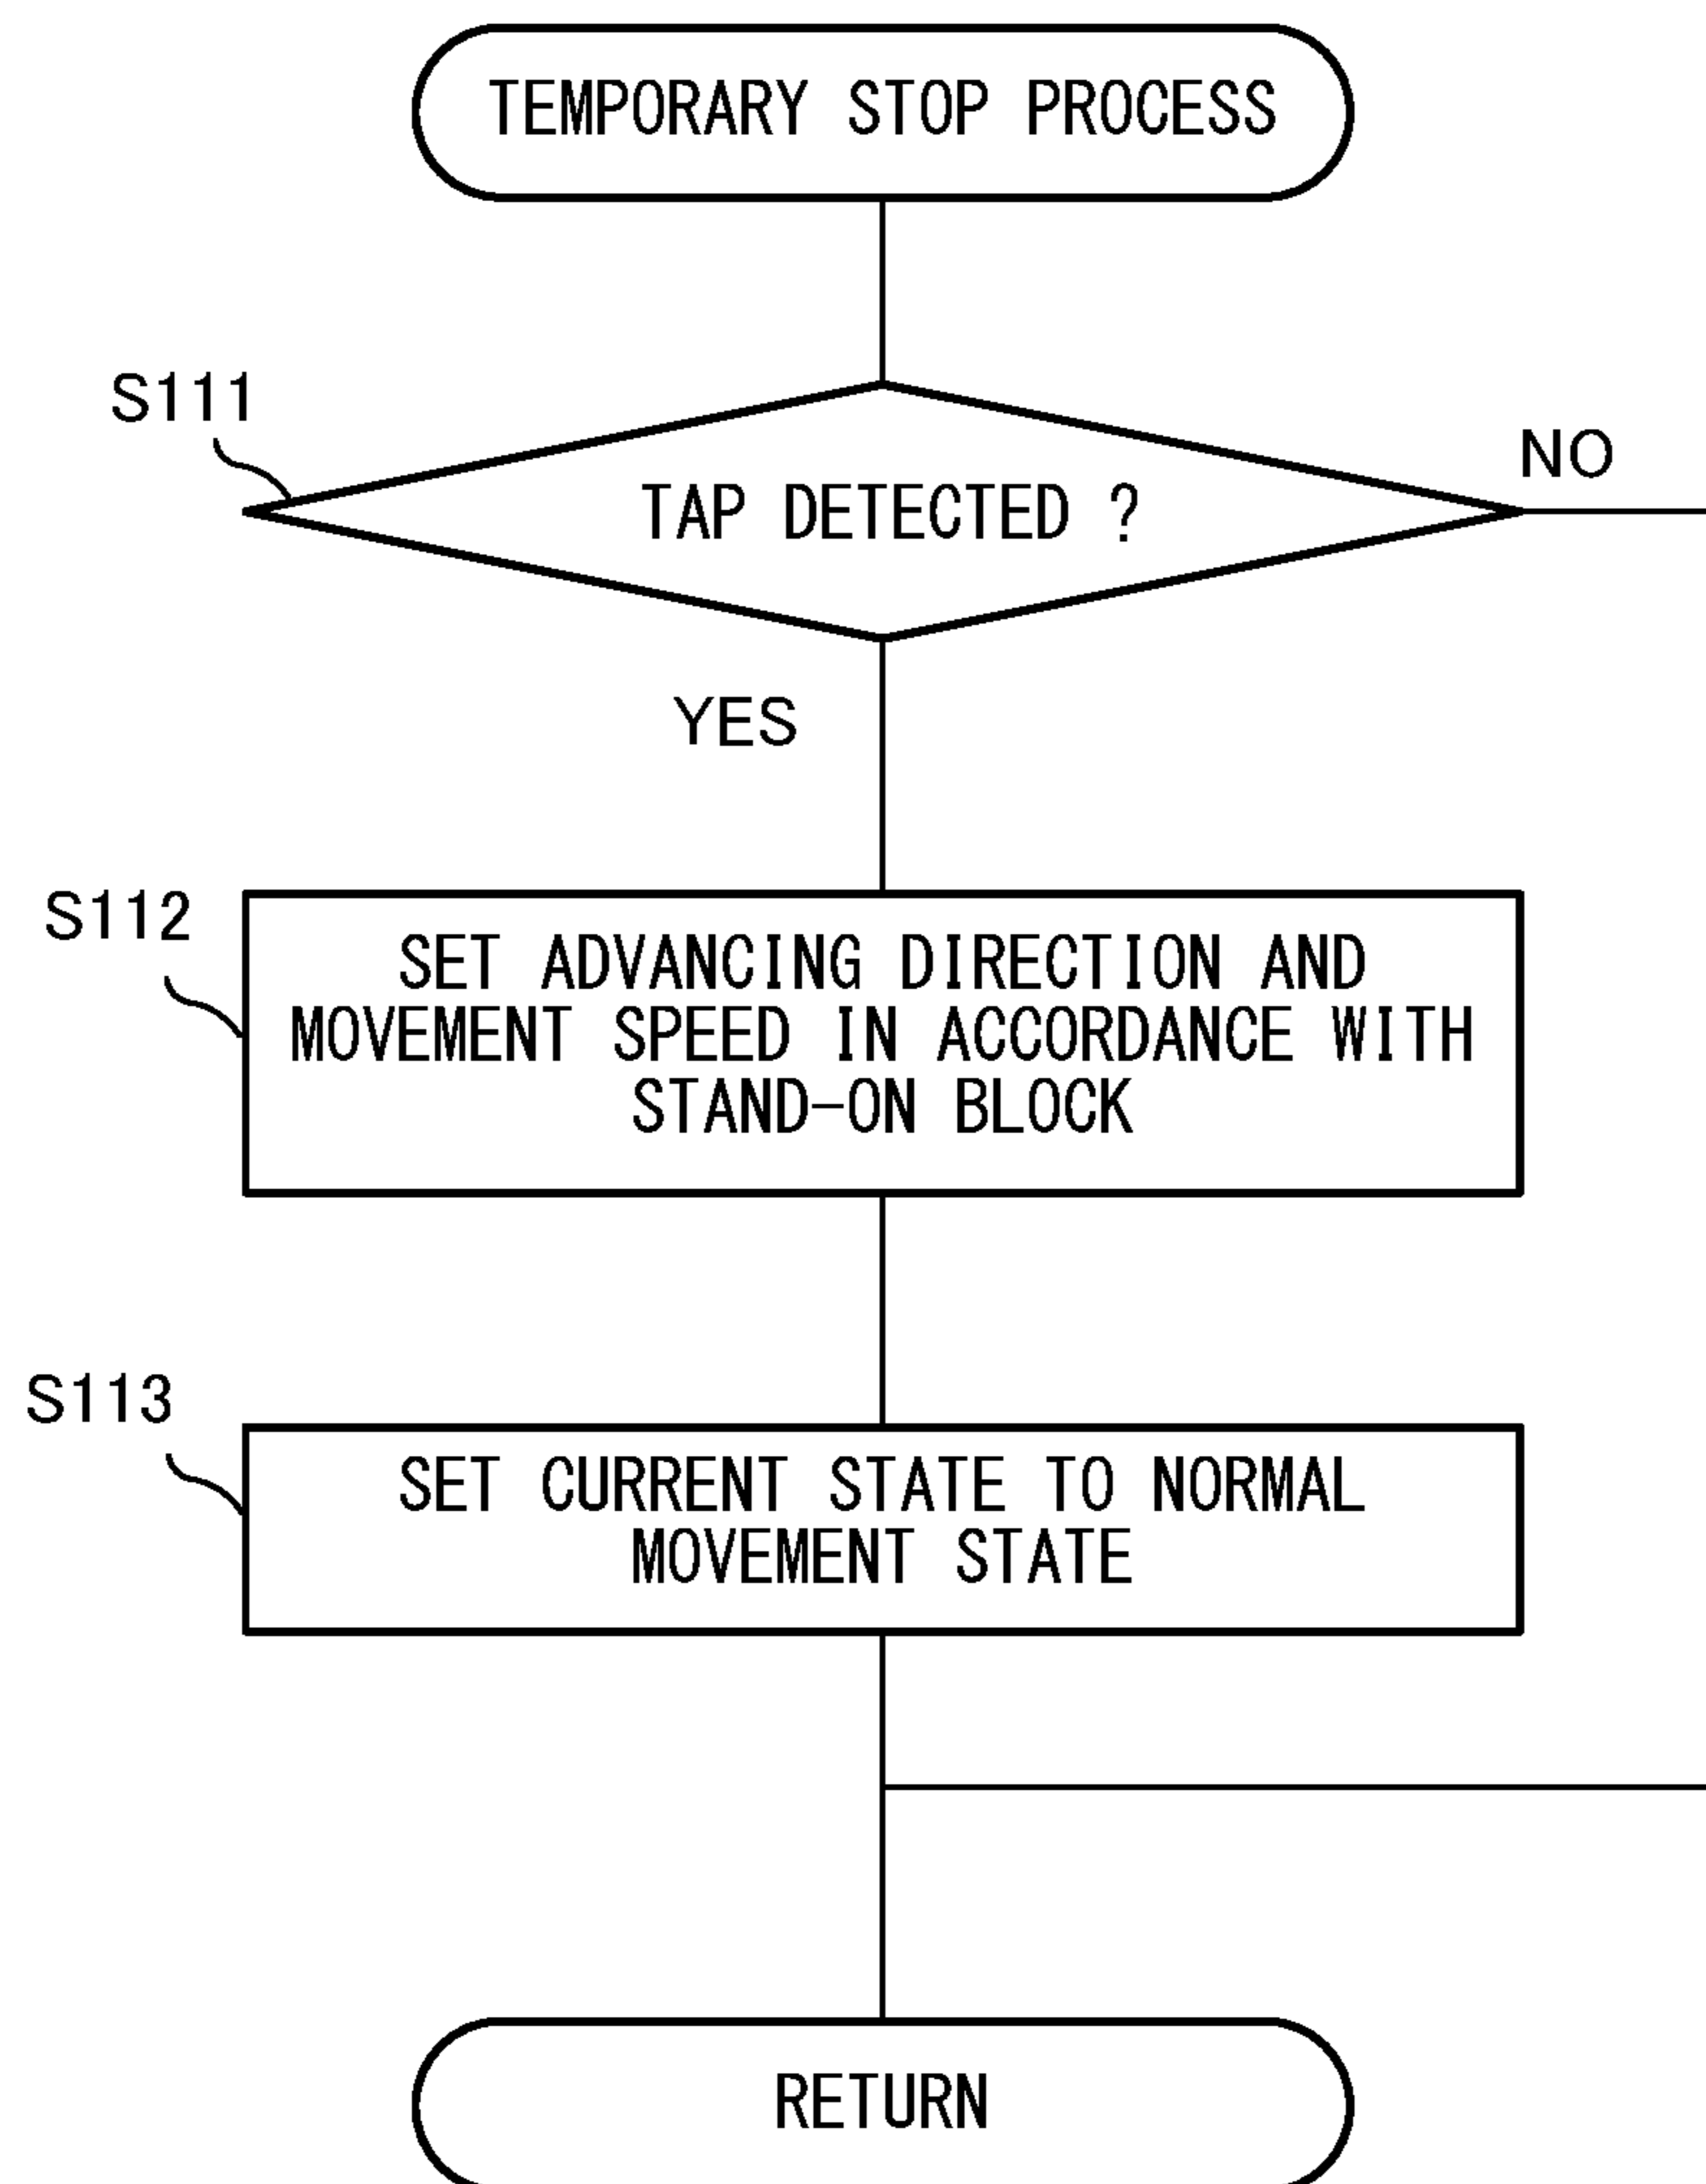 TEMPORARY STOP PROCESS
S111
NO
TAP DETECTED ?
YES
S112
SET ADVANCING DIRECTION AND
MOVEMENT SPEED IN ACCORDANCE WITH
STAND-ON BLOCK
S113
SET CURRENT STATE TO NORMAL
MOVEMENT STATE
RETURN